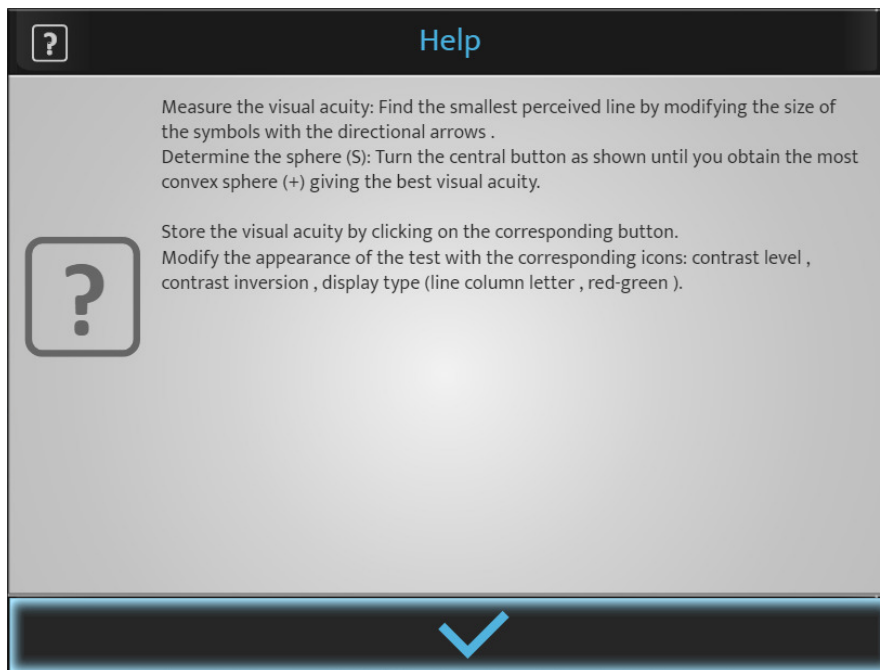 ?
Help
Measure the visual acuity: Find the smallest perceived line by modifying the size of
the symbols with the directional arrows .
Determine the sphere (S): Turn the central button as shown until you obtain the most
convex sphere (+) giving the best visual acuity.
Store the visual acuity by clicking on the corresponding button.
Modify the appearance of the test with the corresponding icons: contrast level ,
contrast inversion , display type (line column letter , red-green ).
?